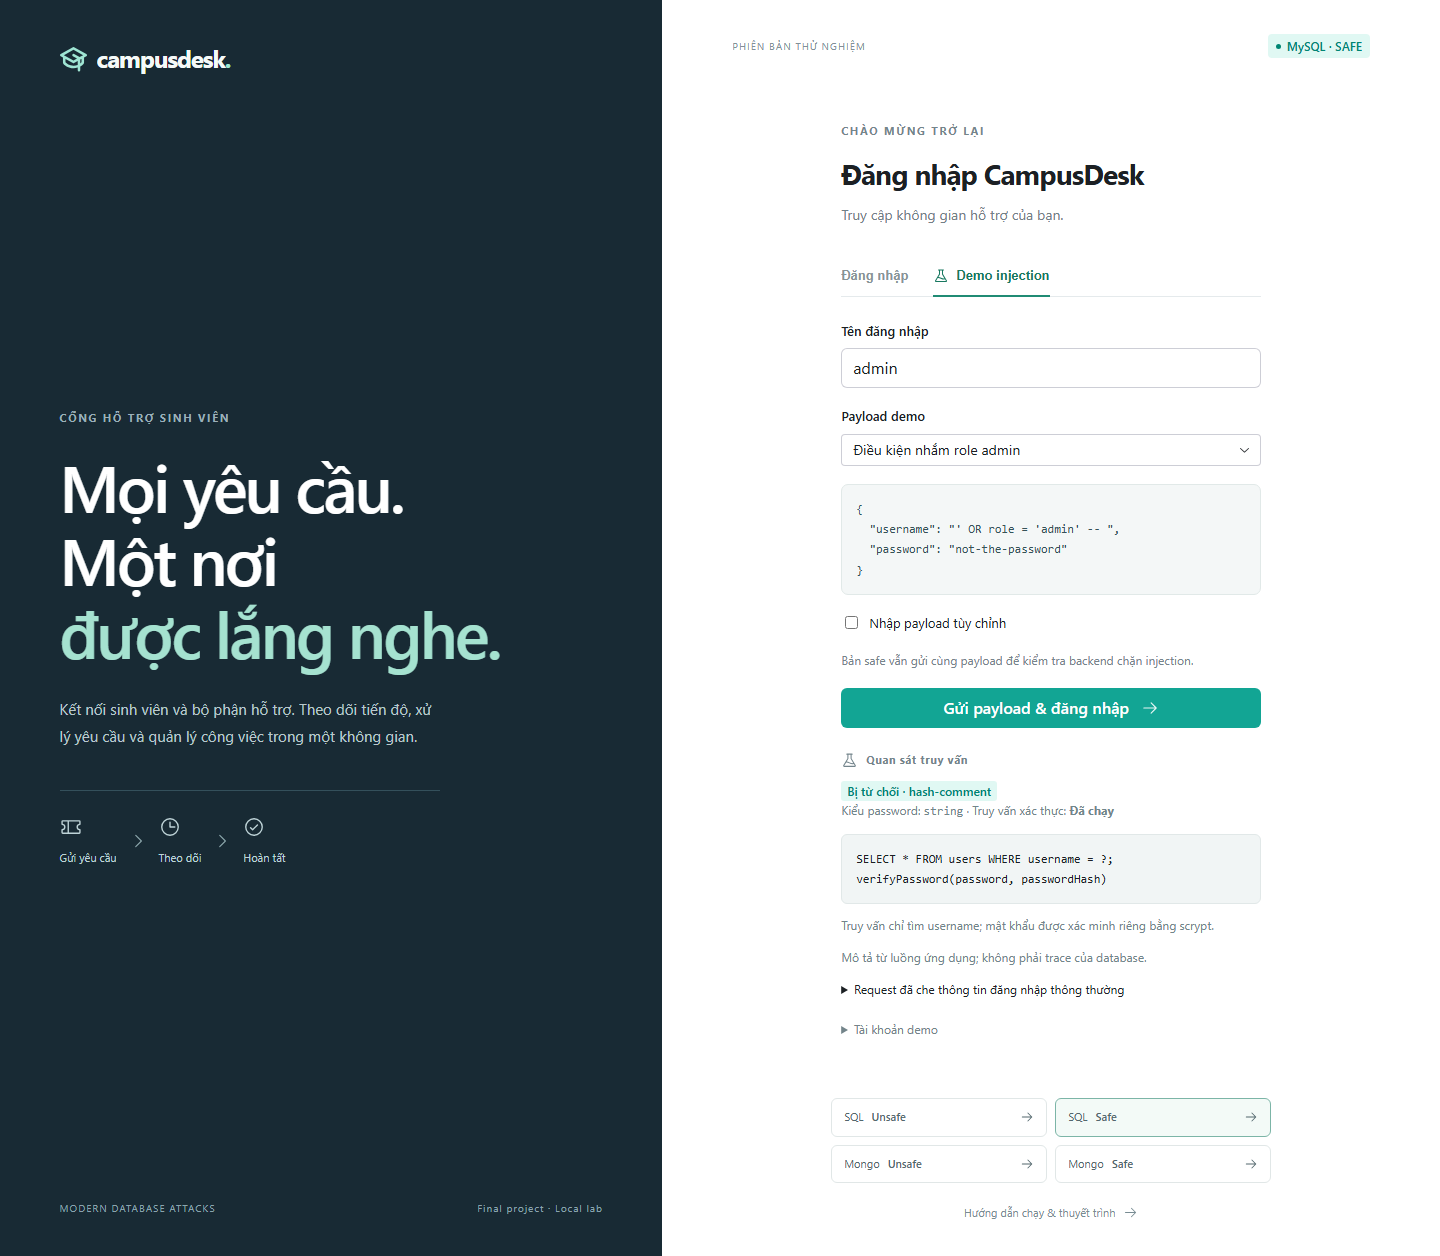 campusdesk.
CỔNG HỖ TRỢ SINH VIÊN
Mọi yêu cầu.
Một nơi
được lắng nghe.
Kết nối sinh viên và bộ phận hỗ trợ. Theo dõi tiến độ, xử
lý yêu cầu và quản lý công việc trong một không gian.
Gửi yêu cầu
Theo dõi
Hoàn tất
MODERN DATABASE ATTACKS
Final project · Local lab
PHIÊN BẢN THỬ NGHIỆM
MySQL · SAFE
CHÀO MỪNG TRỞ LẠI
Đăng nhập CampusDesk
Truy cập không gian hỗ trợ của bạn.
Đăng nhập
Demo injection
Tên đăng nhập
admin
Payload demo
Điều kiện nhắm role admin
{
"username": "' OR role = 'admin' -- ",
"password": "not-the-password"
}
Nhập payload tùy chỉnh
Bản safe vẫn gửi cùng payload để kiểm tra backend chặn injection.
Gửi payload & đăng nhập
Quan sát truy vấn
Bị từ chối · hash-comment
Kiểu password: string · Truy vấn xác thực: Đã chạy
SELECT * FROM users WHERE username = ?;
verifyPassword(password, passwordHash)
Truy vấn chỉ tìm username; mật khẩu được xác minh riêng bằng scrypt.
Mô tả từ luồng ứng dụng; không phải trace của database.
Request đã che thông tin đăng nhập thông thường
Tài khoản demo
SQL Unsafe
SQL Safe
Mongo Unsafe
Mongo Safe
Hướng dẫn chạy & thuyết trình